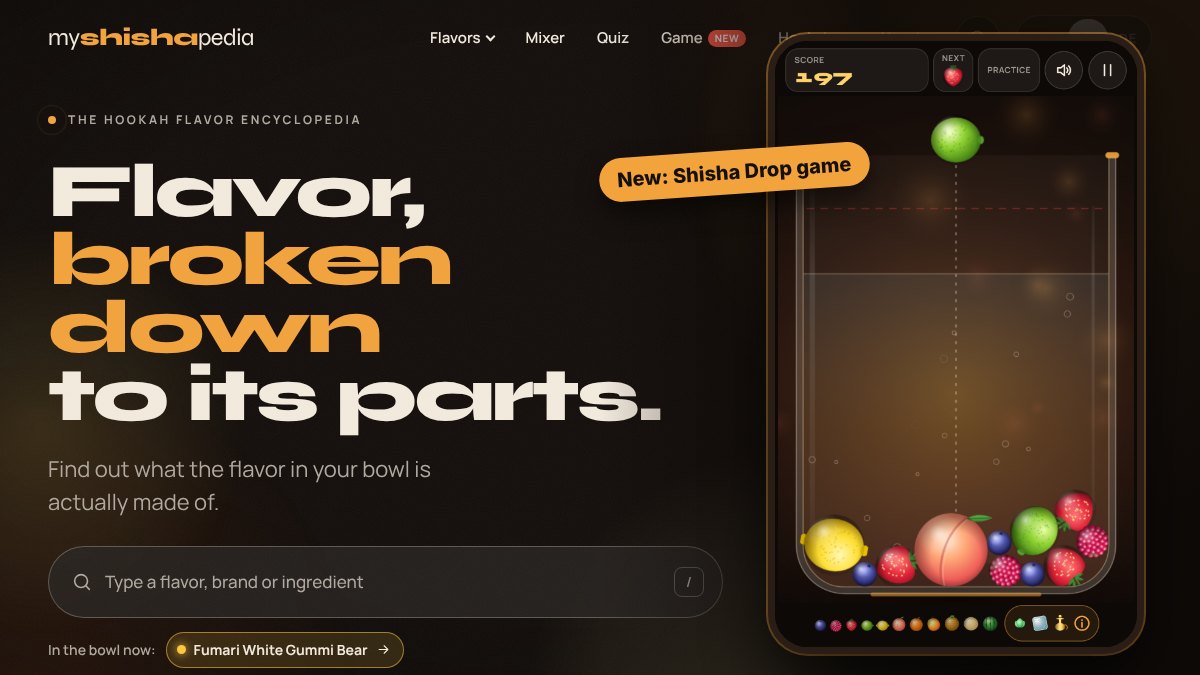 myshishapedia
Flavors Mixer Quiz Game NEW
SCORE
197
NEXT
PRACTICE
THE HOOKAH FLAVOR ENCYCLOPEDIA
New: Shisha Drop game
Flavor,
broken
down
to its parts.
Find out what the flavor in your bowl is
actually made of.
Type a flavor, brand or ingredient /
In the bowl now: Fumari White Gummi Bear →